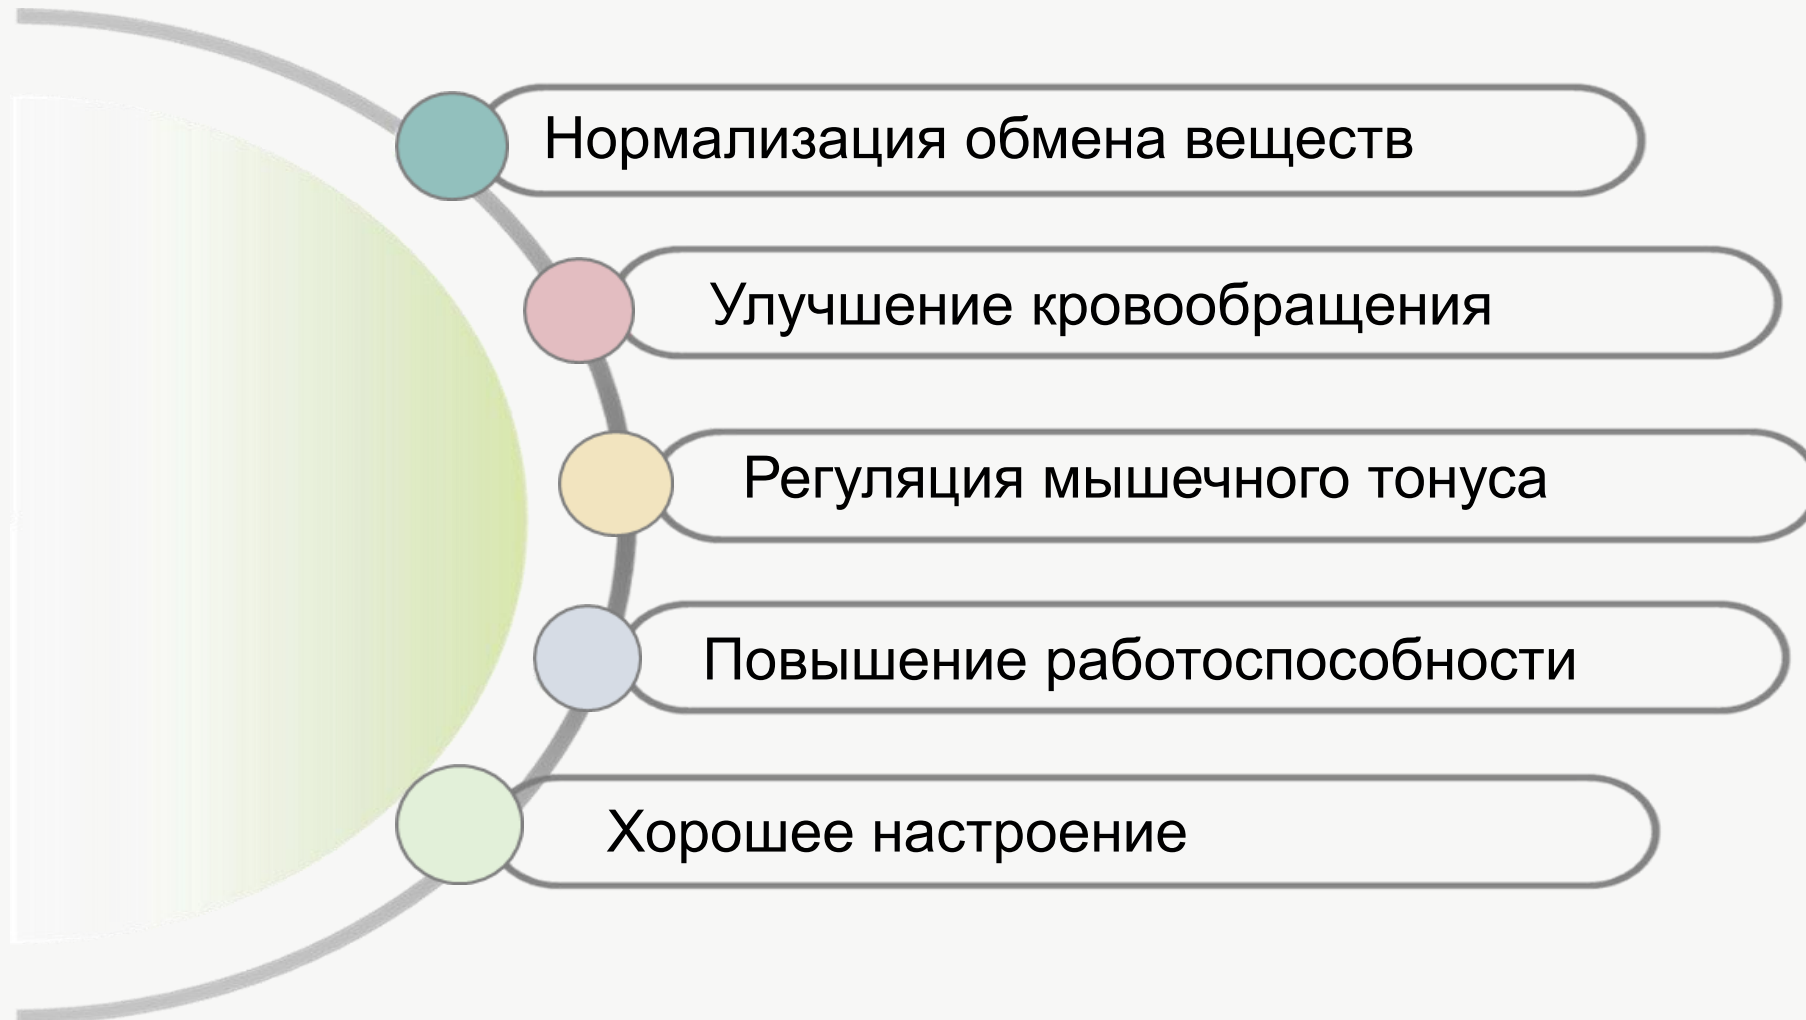 Нормализация обмена веществ
Улучшение кровообращения
Регуляция мышечного тонуса
Повышение работоспособности
Хорошее настроение